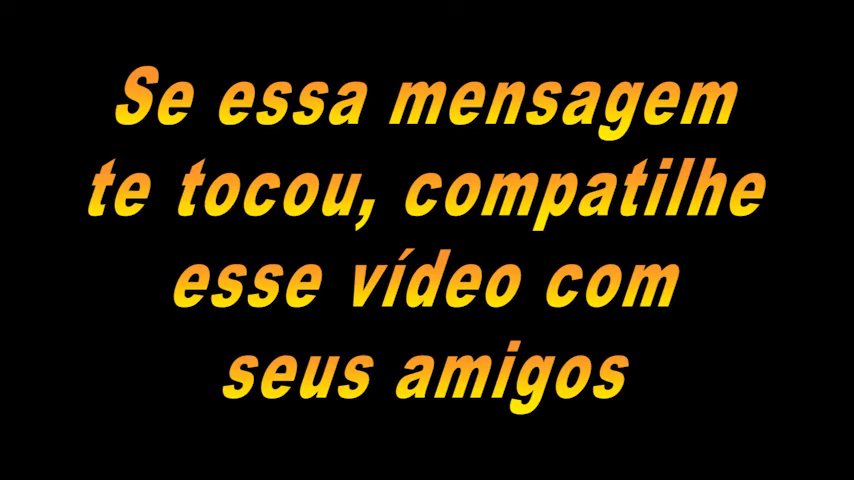 Se essa mensagem
te tocou, compatilhe
esse vídeo com
seus amigos